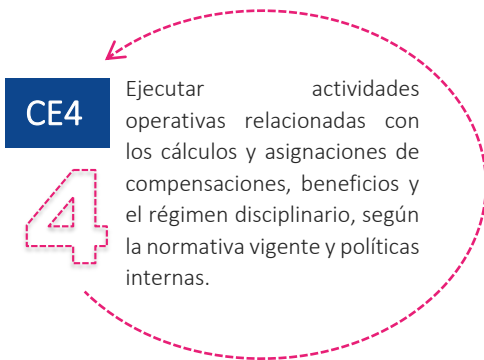 CE4
4
Ejecutar actividades
operativas relacionadas con
los cálculos y asignaciones de
compensaciones, beneficios y
el régimen disciplinario, según
la normativa vigente y políticas
internas.